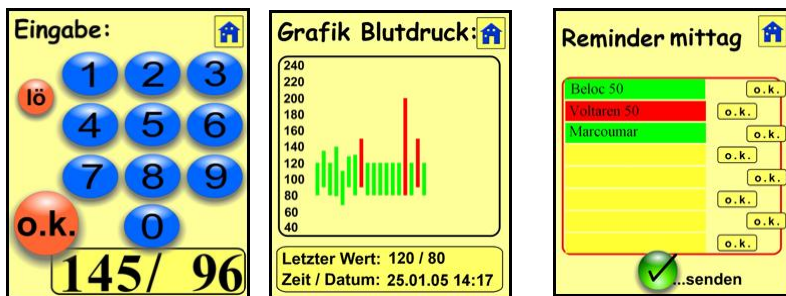 Eingabe:
1 2 3
lö
4 5 6
7 8 9
o.k.
0
145/ 96
Grafik Blutdruck:
240
220
200
180
160
140
120
100
80
60
40
Letzter Wert: 120 / 80
Zeit / Datum: 25.01.05 14:17
Reminder mittag
Beloc 50 o.k.
Voltaren 50 o.k.
Marcoumar o.k.
o.k.
o.k.
o.k.
o.k.
o.k.
...senden